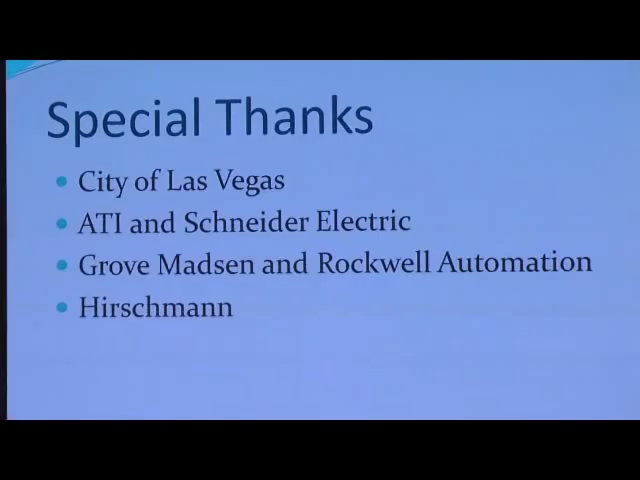 Special Thanks
City of Las Vegas
ATI and Schneider Electric
Grove Madsen and Rockwell Automation
Hirschmann